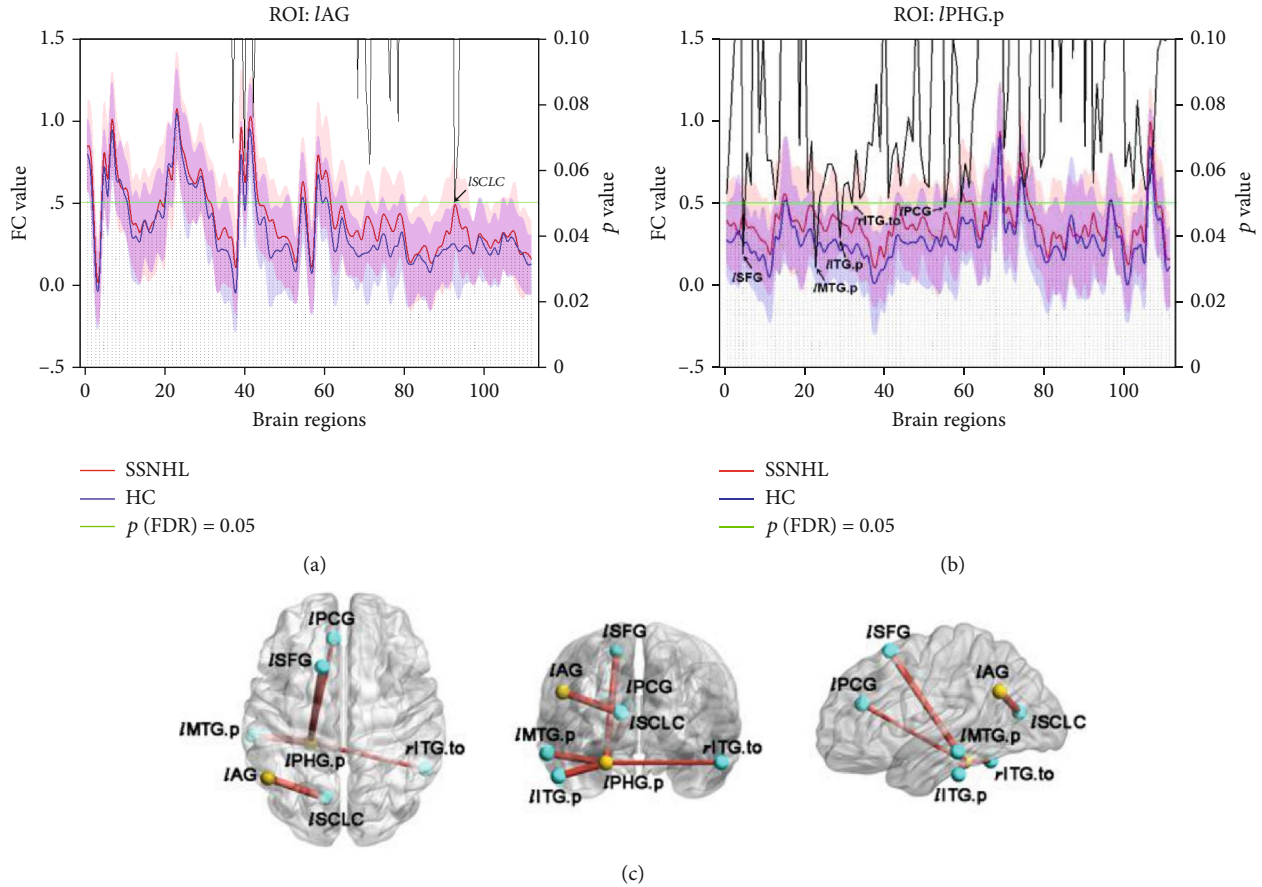 ROI: lAG
1.5
1.0
.5
0.0
–.5
FC value
0.10
0.08
0.06
0.04
0.02
0
p value
lSCLC
0
20
40
60
80
100
Brain regions
SSNHL
HC
p (FDR) = 0.05
(a)
ROI: lPHG.p
1.5
1.0
.5
0.0
–.5
FC value
0.10
0.08
0.06
0.04
0.02
0
p value
lSFG
lMTG.p
lITG.p
rITG.to
lPCG
0
20
40
60
80
100
Brain regions
SSNHL
HC
p (FDR) = 0.05
(b)
lPCG
lSFG
lMTG.p
lPHG.p
rITG.to
lAG
lSCLC
lSFG
lAG
lPCG
lSCLC
lMTG.p
rITG.to
lITG.p
lPHG.p
lSFG
lAG
lPCG
lSCLC
lMTG.p
rITG.to
lITG.p
(c)